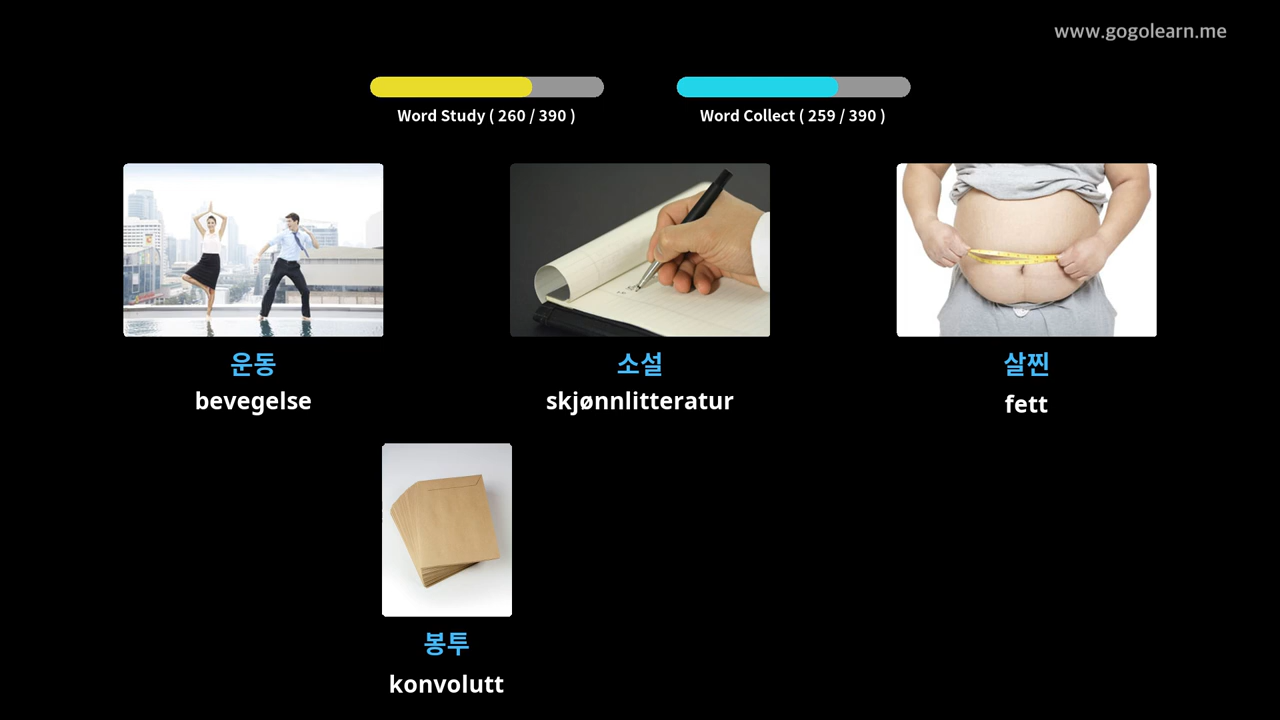 www.gogolearn.me
Word Study ( 260 / 390 )
Word Collect ( 259 / 390 )
운동
bevegelse
소설
skjønnlitteratur
살찐
fett
봉투
konvolutt